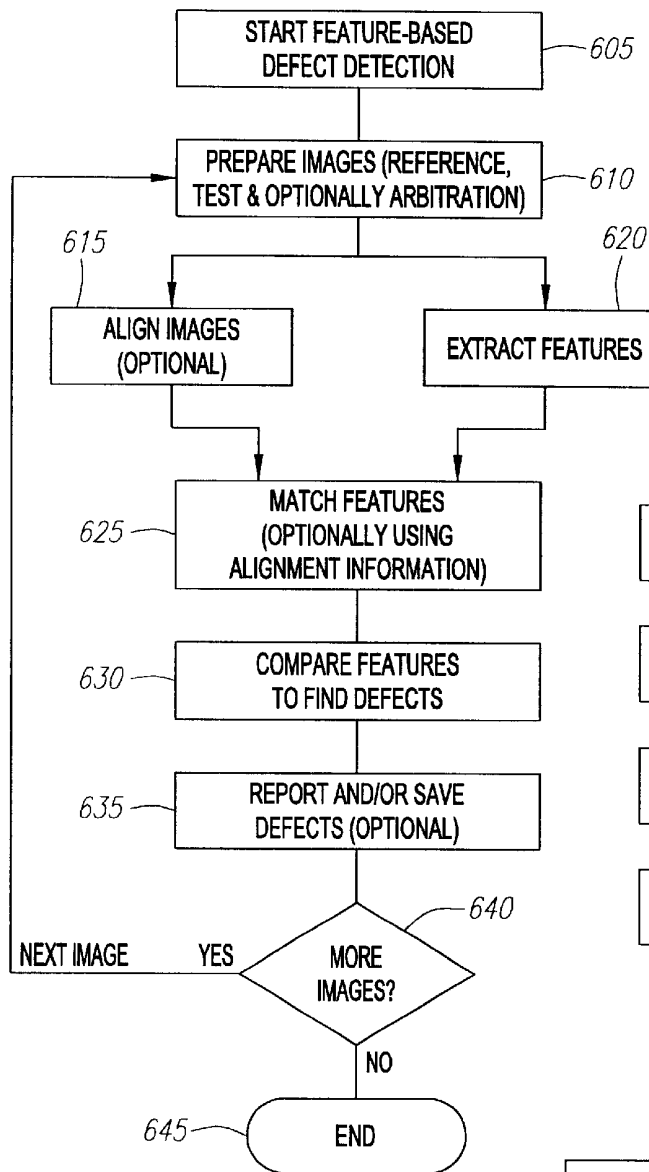 START FEATURE-BASED
DEFECT DETECTION
605
PREPARE IMAGES (REFERENCE,
TEST & OPTIONALLY ARBITRATION)
610
615
620
ALIGN IMAGES
(OPTIONAL)
EXTRACT FEATURES
625
MATCH FEATURES
(OPTIONALLY USING
ALIGNMENT INFORMATION)
630
COMPARE FEATURES
TO FIND DEFECTS
635
REPORT AND/OR SAVE
DEFECTS (OPTIONAL)
640
NEXT IMAGE
YES
MORE
IMAGES?
NO
645
END